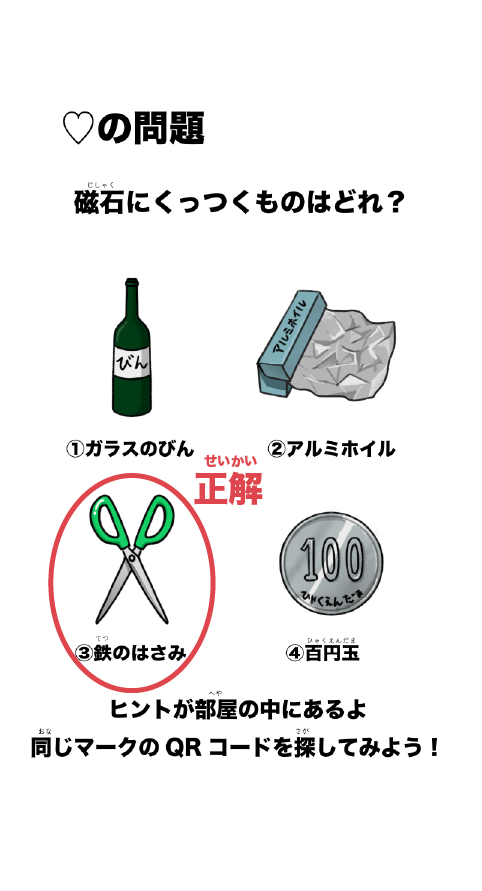 ♡の問題
じしゃく
磁石にくっつくものはどれ？
びん
アルミホイル
①ガラスのびん
②アルミホイル
せいかい
正解
100
ひゃくえんだま
てつ
③鉄のはさみ
ひゃくえんだま
④百円玉
へや
ヒントが部屋の中にあるよ
おな さが
同じマークのQRコードを探してみよう！